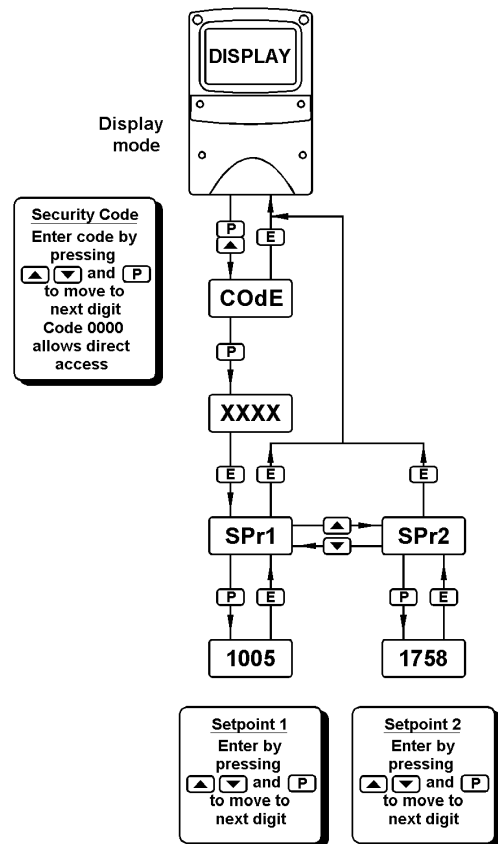 DISPLAY
Display
mode
Security Code
Enter code by
pressing
▲ ▼ and P
to move to
next digit
Code 0000
allows direct
access
P
▲
E
COdE
P
XXXX
E
E
E
SPr1
▲
▼
SPr2
P
E
P
E
1005
1758
Setpoint 1
Enter by
pressing
▲ ▼ and P
to move to
next digit
Setpoint 2
Enter by
pressing
▲ ▼ and P
to move to
next digit